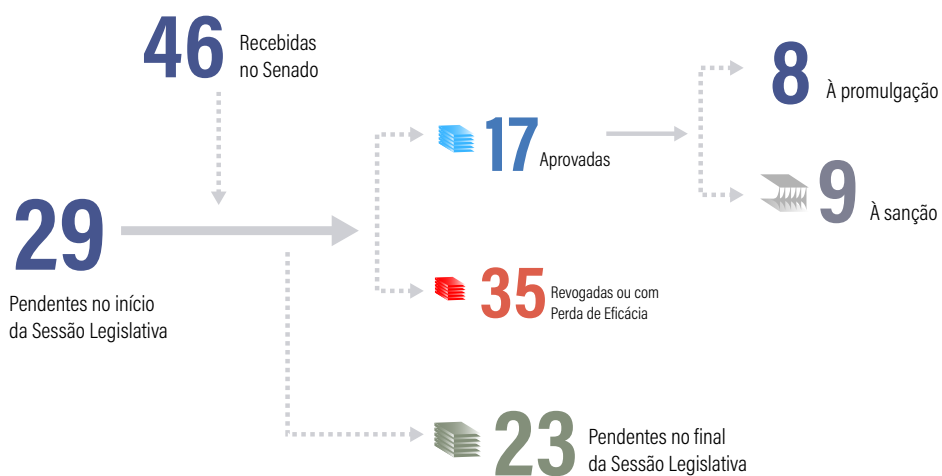 46
Recebidas
no Senado
29
Pendentes no início
da Sessão Legislativa
17
Aprovadas
8
À promulgação
9
À sanção
35
Revogadas ou com
Perda de Eficácia
23
Pendentes no final
da Sessão Legislativa